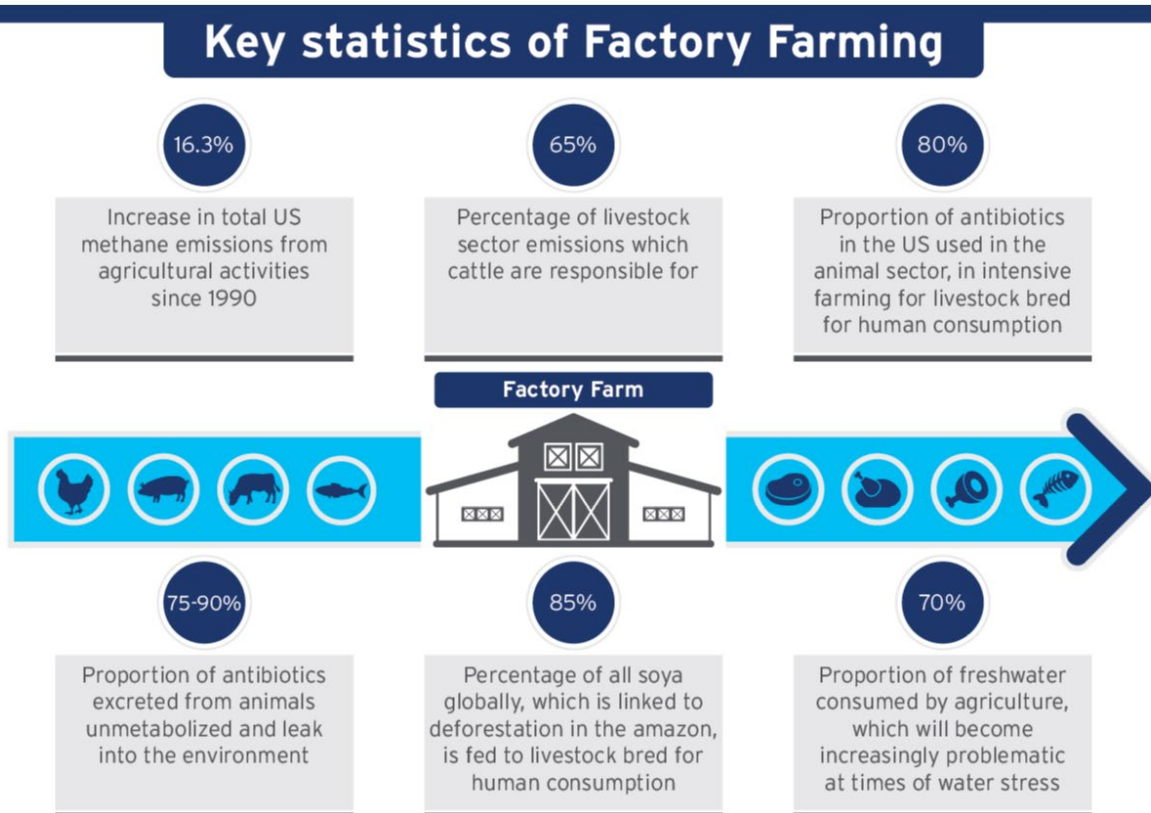 Key statistics of Factory Farming
16.3%
Increase in total US
methane emissions from
agricultural activities
since 1990
65%
Percentage of livestock
sector emissions which
cattle are responsible for
80%
Proportion of antibiotics
in the US used in the
animal sector, in intensive
farming for livestock bred
for human consumption
Factory Farm
75-90%
Proportion of antibiotics
excreted from animals
unmetabolized and leak
into the environment
85%
Percentage of all soya
globally, which is linked to
deforestation in the amazon,
is fed to livestock bred for
human consumption
70%
Proportion of freshwater
consumed by agriculture,
which will become
increasingly problematic
at times of water stress